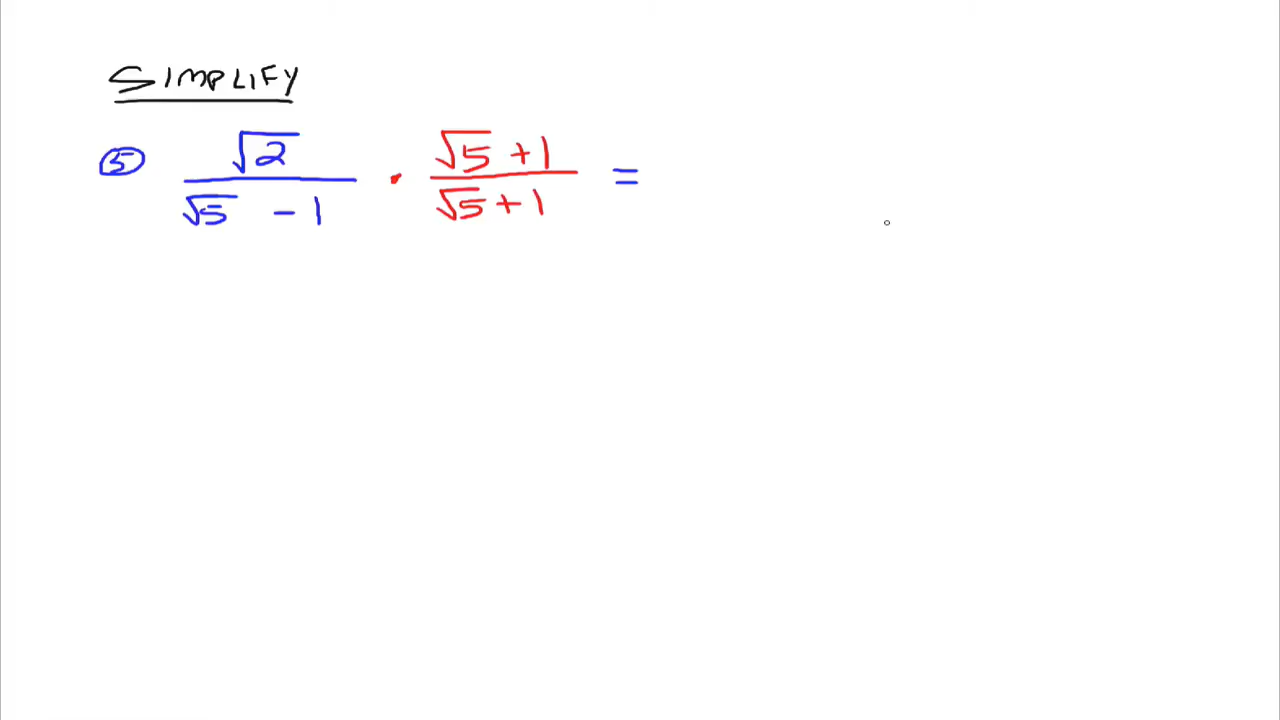 SIMPLIFY
⑤ √2 / (√5 - 1) · (√5 + 1) / (√5 + 1) =